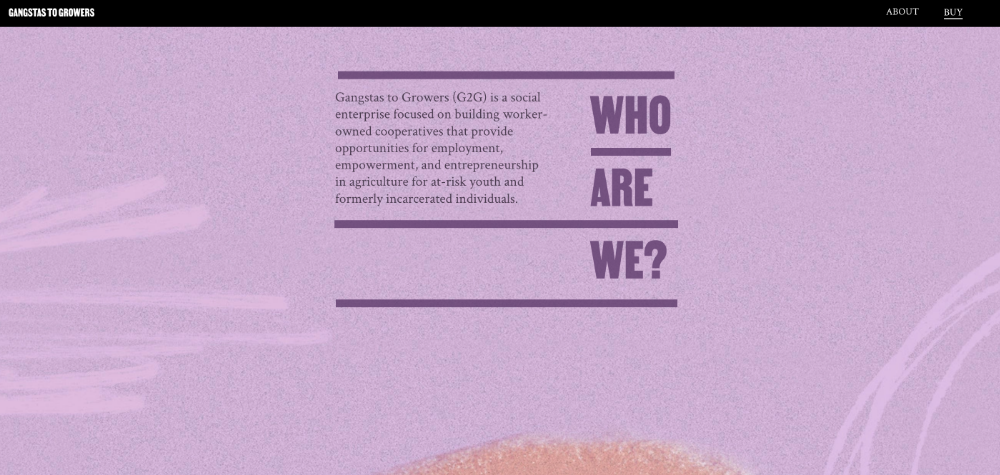 GANGSTAS TO GROWERS
ABOUT
BUY
Gangstas to Growers (G2G) is a social
enterprise focused on building worker-
owned cooperatives that provide
opportunities for employment,
empowerment, and entrepreneurship
in agriculture for at-risk youth and
formerly incarcerated individuals.
WHO
ARE
WE?